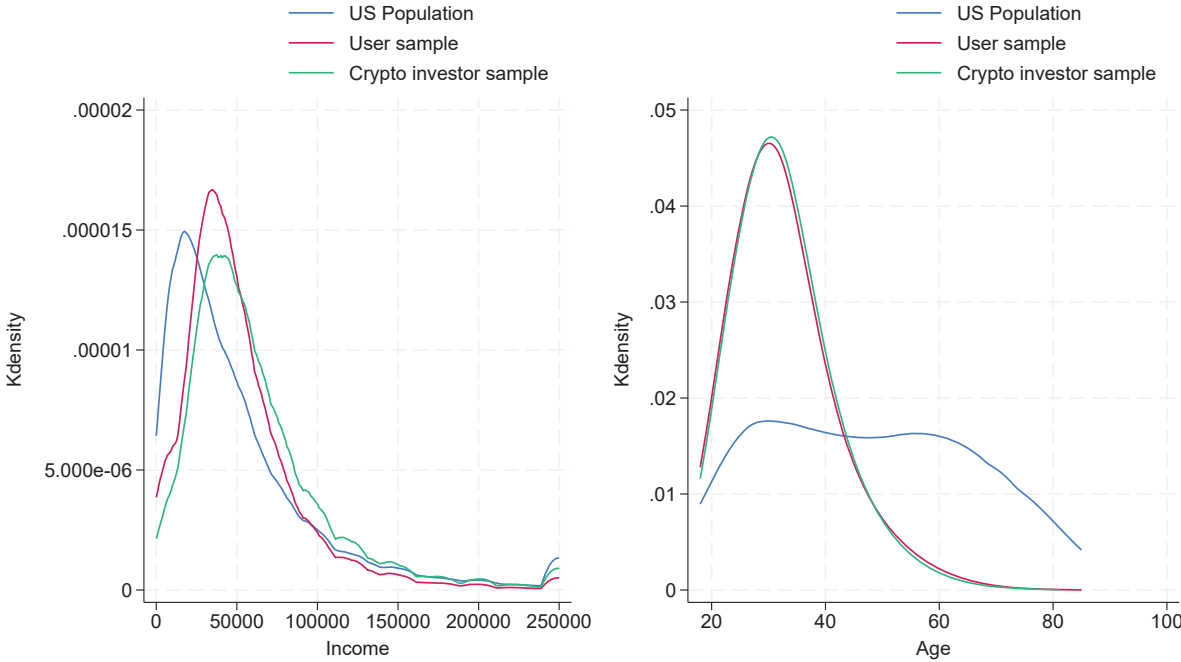 US Population
User sample
Crypto investor sample
Kdensity
.00002
.000015
.00001
5.000e-06
0
0 50000 100000 150000 200000 250000
Income
US Population
User sample
Crypto investor sample
Kdensity
.05
.04
.03
.02
.01
0
20 40 60 80 100
Age